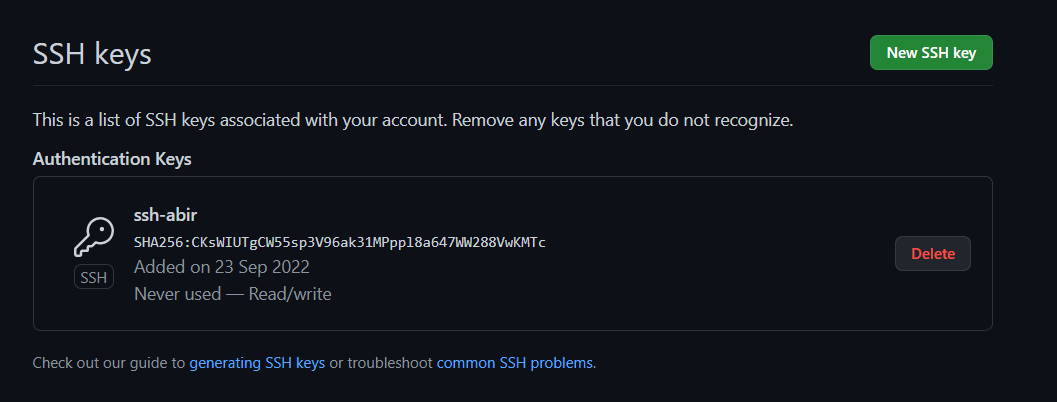 SSH keys
New SSH key
This is a list of SSH keys associated with your account. Remove any keys that you do not recognize.
Authentication Keys
ssh-abir
SHA256:CKsWIUTgCW55sp3V96ak31MPppl8a647WW288VwKMTc
Added on 23 Sep 2022
Never used — Read/write
SSH
Delete
Check out our guide to generating SSH keys or troubleshoot common SSH problems.